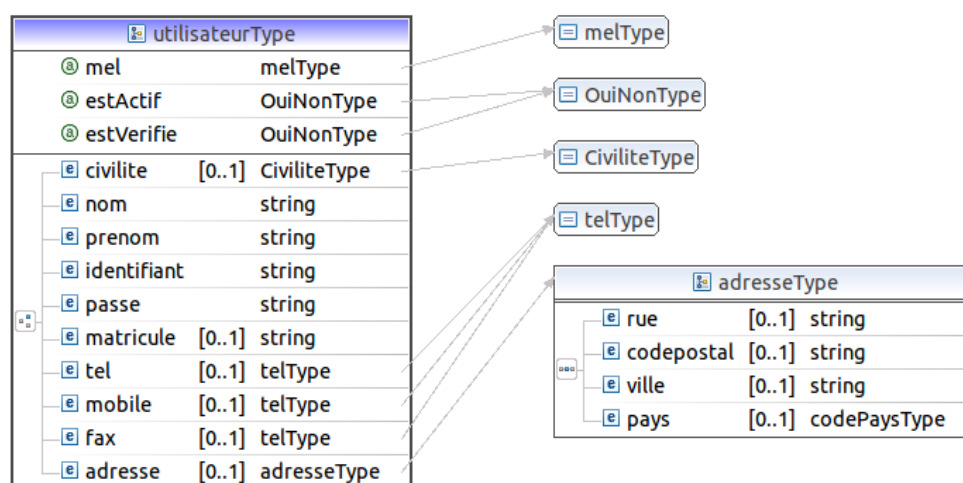 utilisateurType
mel melType
estActif OuiNonType
estVerifie OuiNonType
civilite [0..1] CiviliteType
nom string
prenom string
identifiant string
passe string
matricule [0..1] string
tel [0..1] telType
mobile [0..1] telType
fax [0..1] telType
adresse [0..1] adresseType
melType
OuiNonType
CiviliteType
telType
adresseType
rue [0..1] string
codepostal [0..1] string
ville [0..1] string
pays [0..1] codePaysType